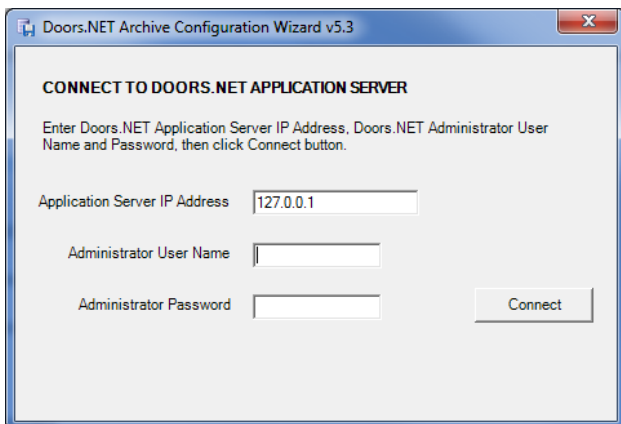 Doors.NET Archive Configuration Wizard v5.3
CONNECT TO DOORS.NET APPLICATION SERVER
Enter Doors.NET Application Server IP Address, Doors.NET Administrator User
Name and Password, then click Connect button.
Application Server IP Address 127.0.0.1
Administrator User Name
Administrator Password Connect